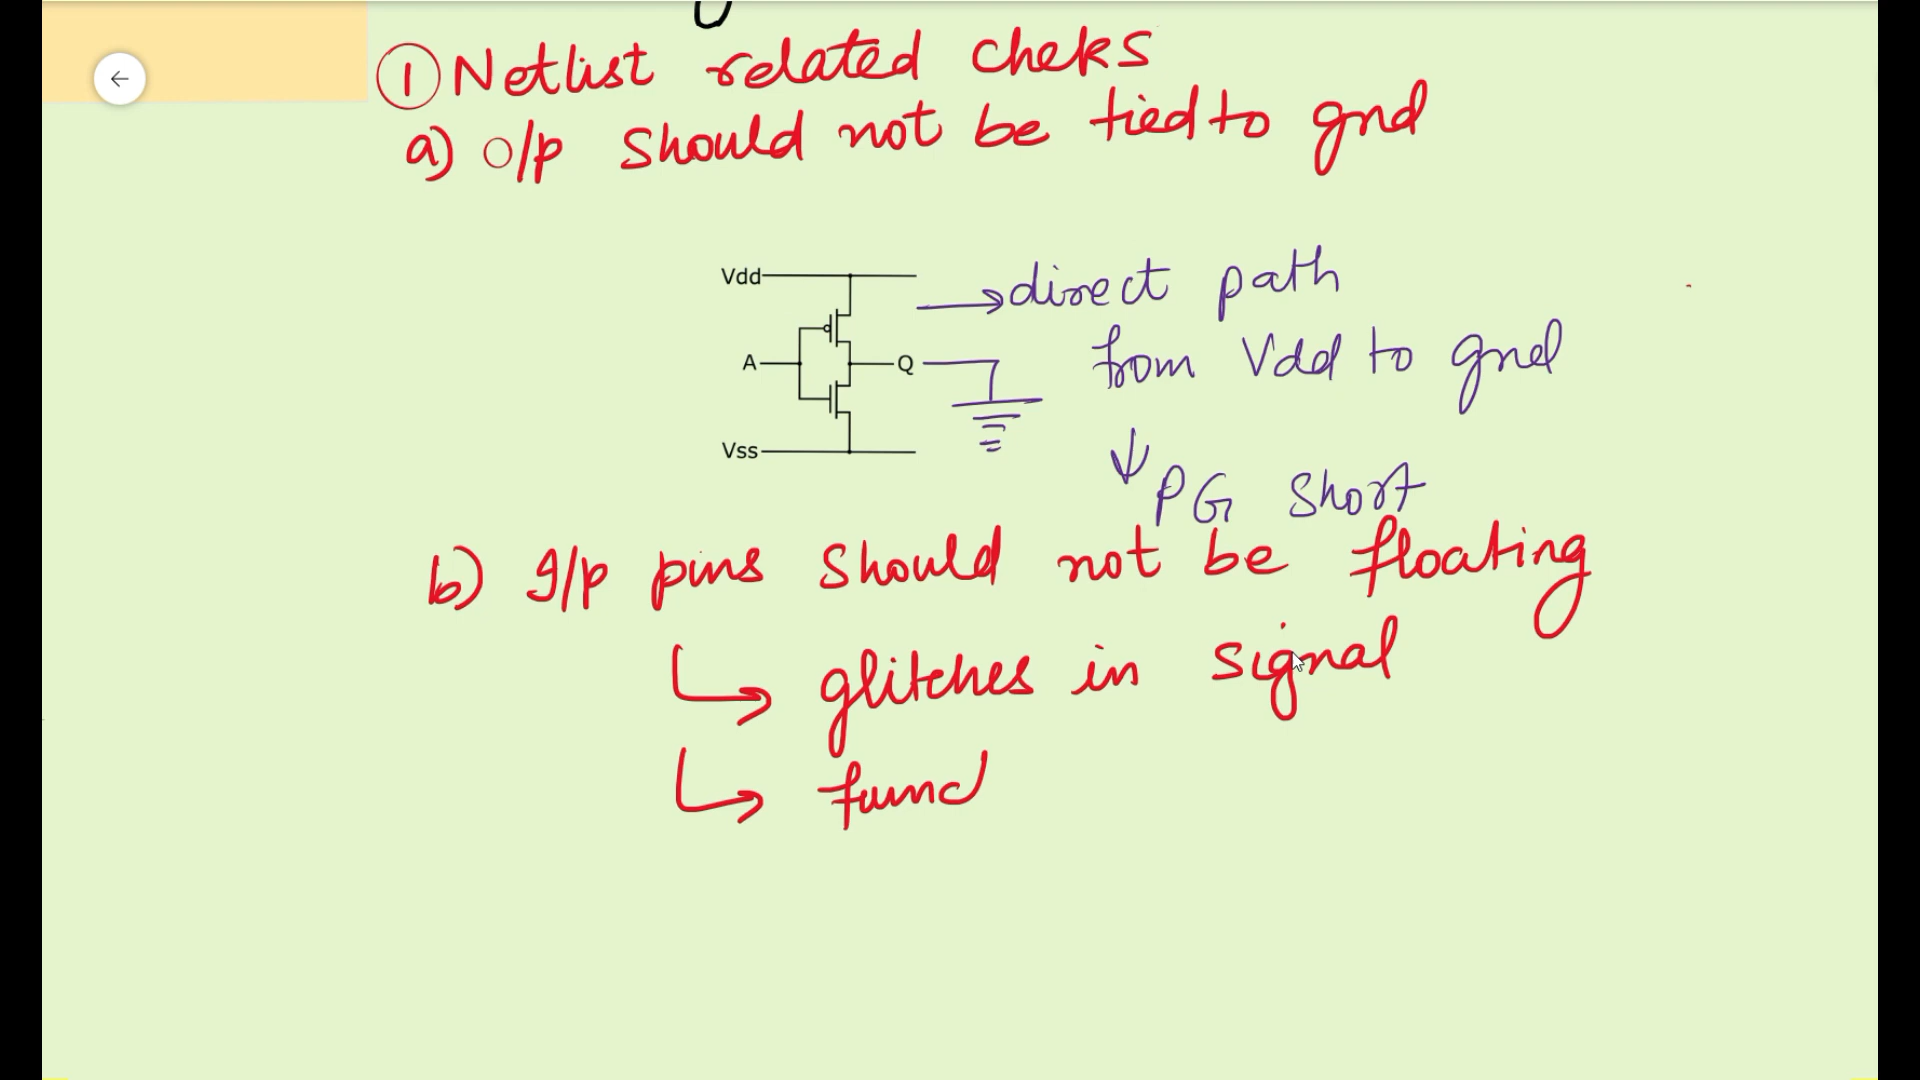 ① Netlist related cheks
a) o/p should not be tied to gnd
Vdd
→ direct path
from Vdd to gnd
A
Q
Vss
↓ PG short
b) I/p pins should not be floating
↳ glitches in signal
↳ func